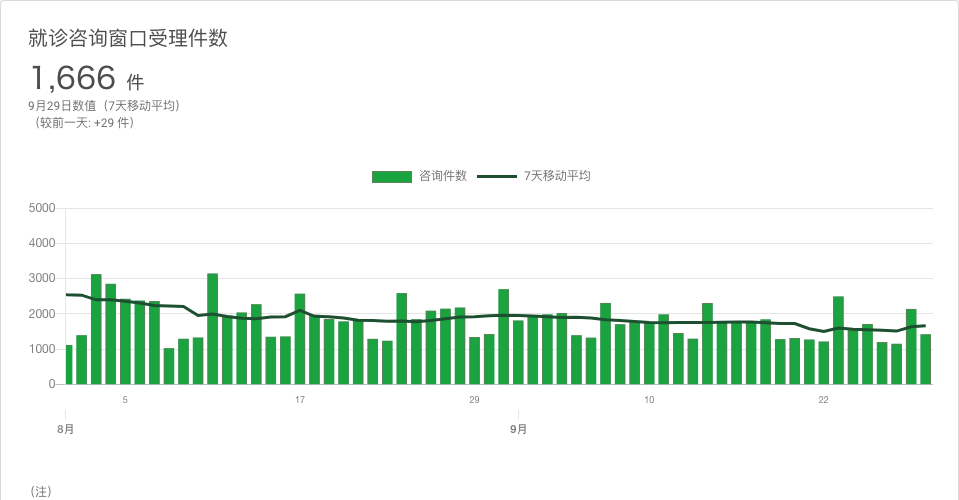 就诊咨询窗口受理件数
1,666 件
9月29日数值（7天移动平均）
（较前一天: +29 件）
咨询件数 7天移动平均
5000
4000
3000
2000
1000
0
5 17 29 10 22
8月 9月
（注）